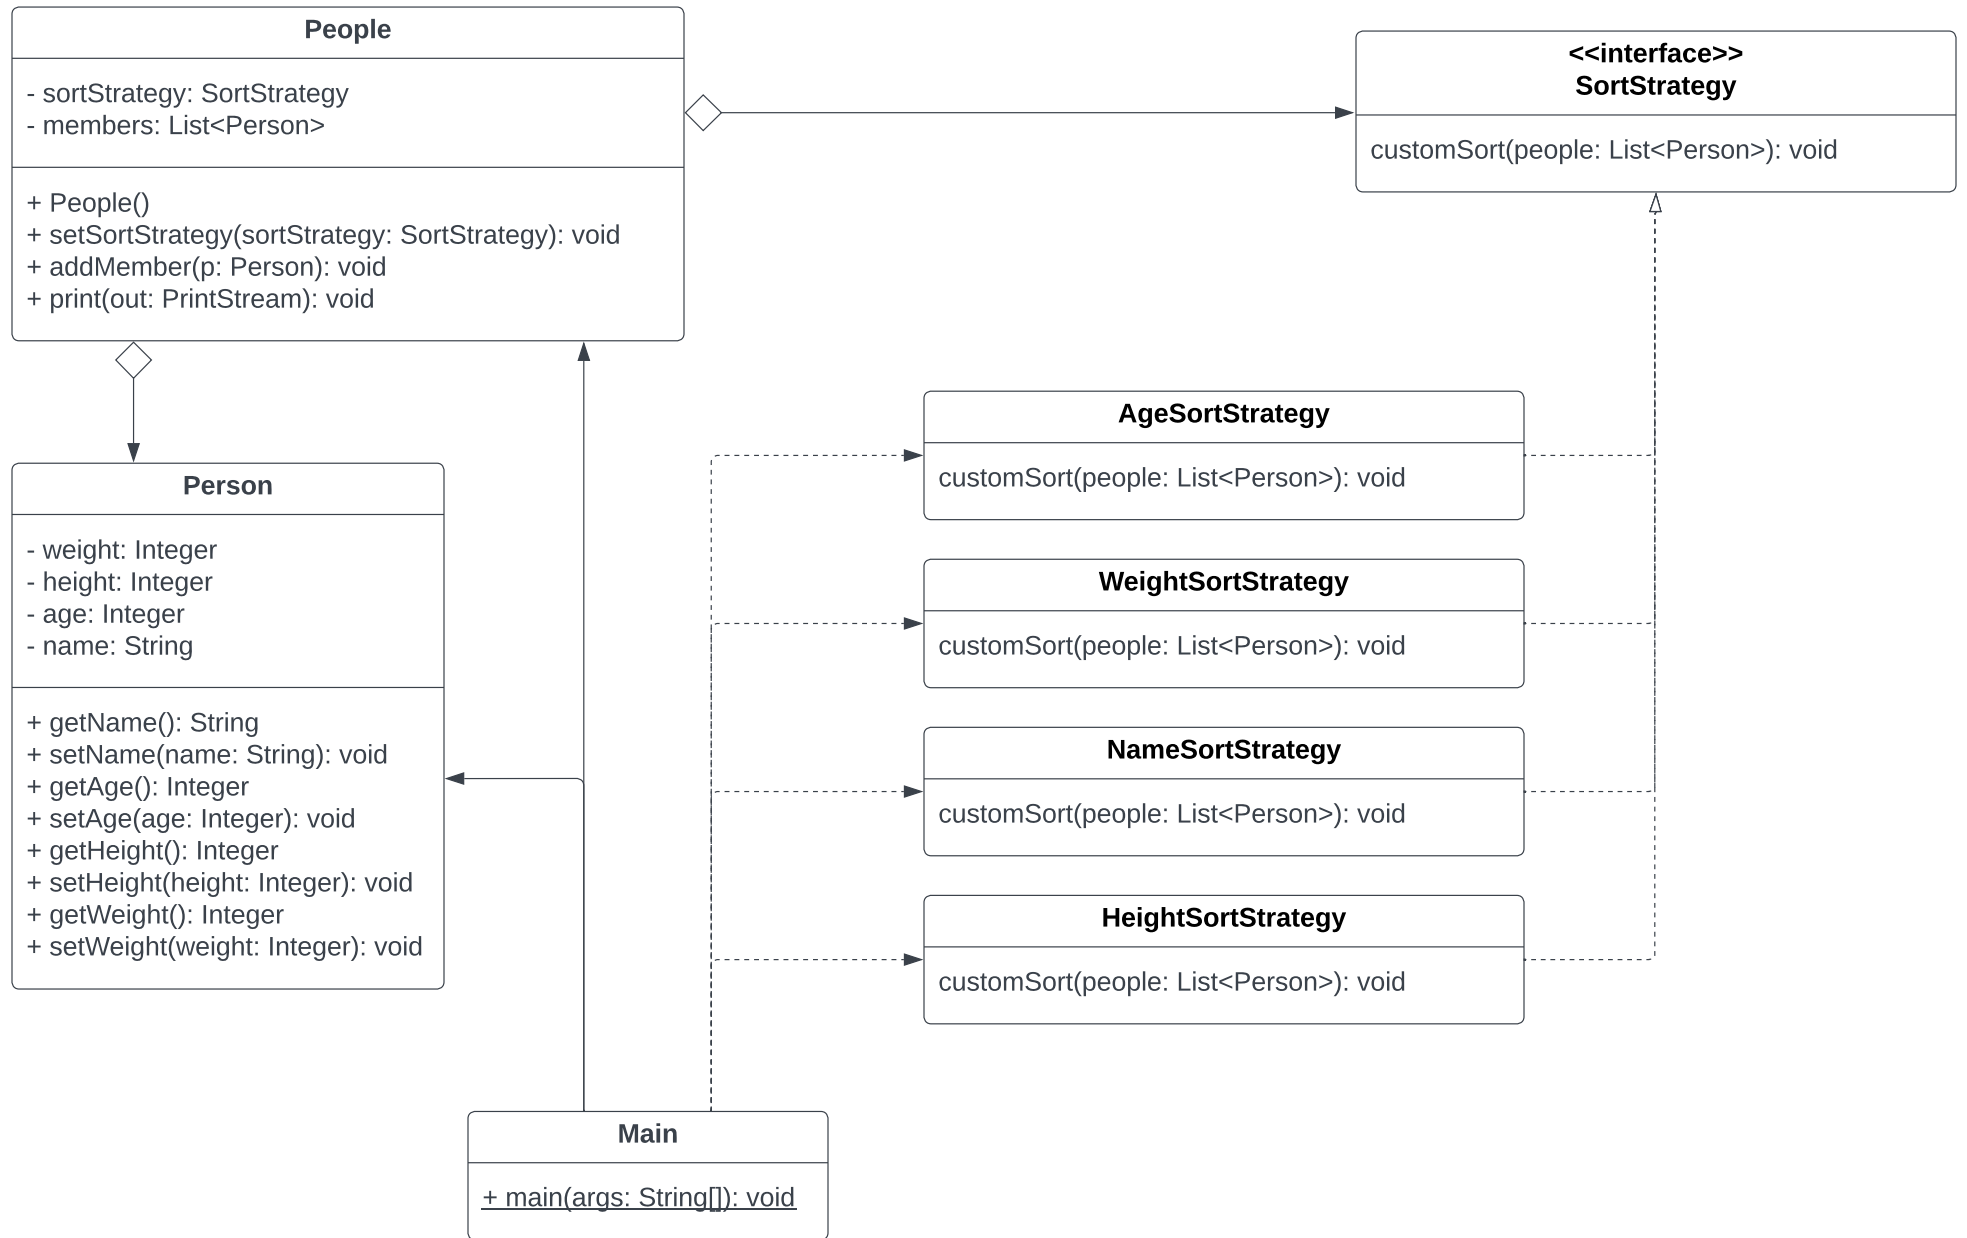 People
- sortStrategy: SortStrategy
- members: List<Person>
+ People()
+ setSortStrategy(sortStrategy: SortStrategy): void
+ addMember(p: Person): void
+ print(out: PrintStream): void
<<interface>>
SortStrategy
customSort(people: List<Person>): void
Person
- weight: Integer
- height: Integer
- age: Integer
- name: String
+ getName(): String
+ setName(name: String): void
+ getAge(): Integer
+ setAge(age: Integer): void
+ getHeight(): Integer
+ setHeight(height: Integer): void
+ getWeight(): Integer
+ setWeight(weight: Integer): void
AgeSortStrategy
customSort(people: List<Person>): void
WeightSortStrategy
customSort(people: List<Person>): void
NameSortStrategy
customSort(people: List<Person>): void
HeightSortStrategy
customSort(people: List<Person>): void
Main
+ main(args: String[]): void